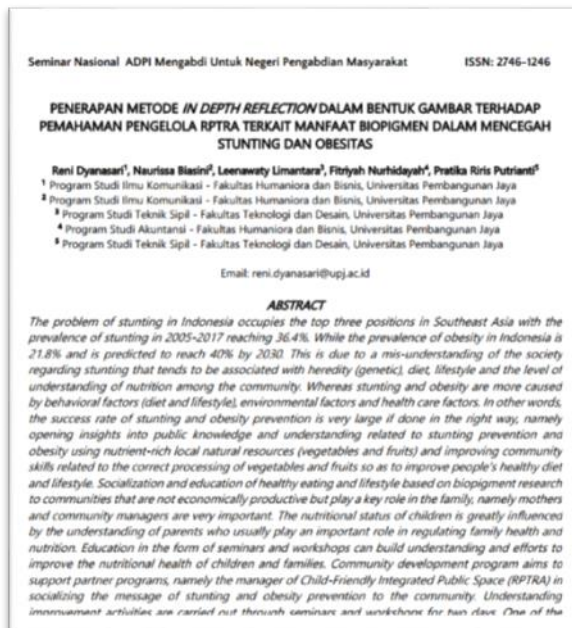 Seminar Nasional ADPI Mengabdi Untuk Negeri Pengabdian Masyarakat ISSN: 2746-1246
PENERAPAN METODE IN DEPTH REFLECTION DALAM BENTUK GAMBAR TERHADAP
PEMAHAMAN PENGELOLA RPTRA TERKAIT MANFAAT BIOPIGMEN DALAM MENCEGAH
STUNTING DAN OBESITAS
Reni Dyanasari¹, Naurissa Biasini², Leenawaty Limantara³, Fitriyah Nurhidayah⁴, Pratika Riris Putrianti⁵
¹ Program Studi Ilmu Komunikasi - Fakultas Humaniora dan Bisnis, Universitas Pembangunan Jaya
² Program Studi Ilmu Komunikasi - Fakultas Humaniora dan Bisnis, Universitas Pembangunan Jaya
³ Program Studi Teknik Sipil - Fakultas Teknologi dan Desain, Universitas Pembangunan Jaya
⁴ Program Studi Akuntansi - Fakultas Humaniora dan Bisnis, Universitas Pembangunan Jaya
⁵ Program Studi Teknik Sipil - Fakultas Teknologi dan Desain, Universitas Pembangunan Jaya
Email: reni.dyanasari@upj.ac.id
ABSTRACT
The problem of stunting in Indonesia occupies the top three positions in Southeast Asia with the
prevalence of stunting in 2005-2017 reaching 36.4%. While the prevalence of obesity in Indonesia is
21.8% and is predicted to reach 40% by 2030. This is due to a mis-understanding of the society
regarding stunting that tends to be associated with heredity (genetic), diet, lifestyle and the level of
understanding of nutrition among the community. Whereas stunting and obesity are more caused
by behavioral factors (diet and lifestyle), environmental factors and health care factors. In other words,
the success rate of stunting and obesity prevention is very large if done in the right way, namely
opening insights into public knowledge and understanding related to stunting prevention and
obesity using nutrient-rich local natural resources (vegetables and fruits) and improving community
skills related to the correct processing of vegetables and fruits so as to improve people's healthy diet
and lifestyle. Socialization and education of healthy eating and lifestyle based on biopigment research
to communities that are not economically productive but play a key role in the family, namely mothers
and community managers are very important. The nutritional status of children is greatly influenced
by the understanding of parents who usually play an important role in regulating family health and
nutrition. Education in the form of seminars and workshops can build understanding and efforts to
improve the nutritional health of children and families. Community development program aims to
support partner programs, namely the manager of Child-Friendly Integrated Public Space (RPTRA) in
socializing the message of stunting and obesity prevention to the community. Understanding
improvement activities are carried out through seminars and workshops for two days. One of the